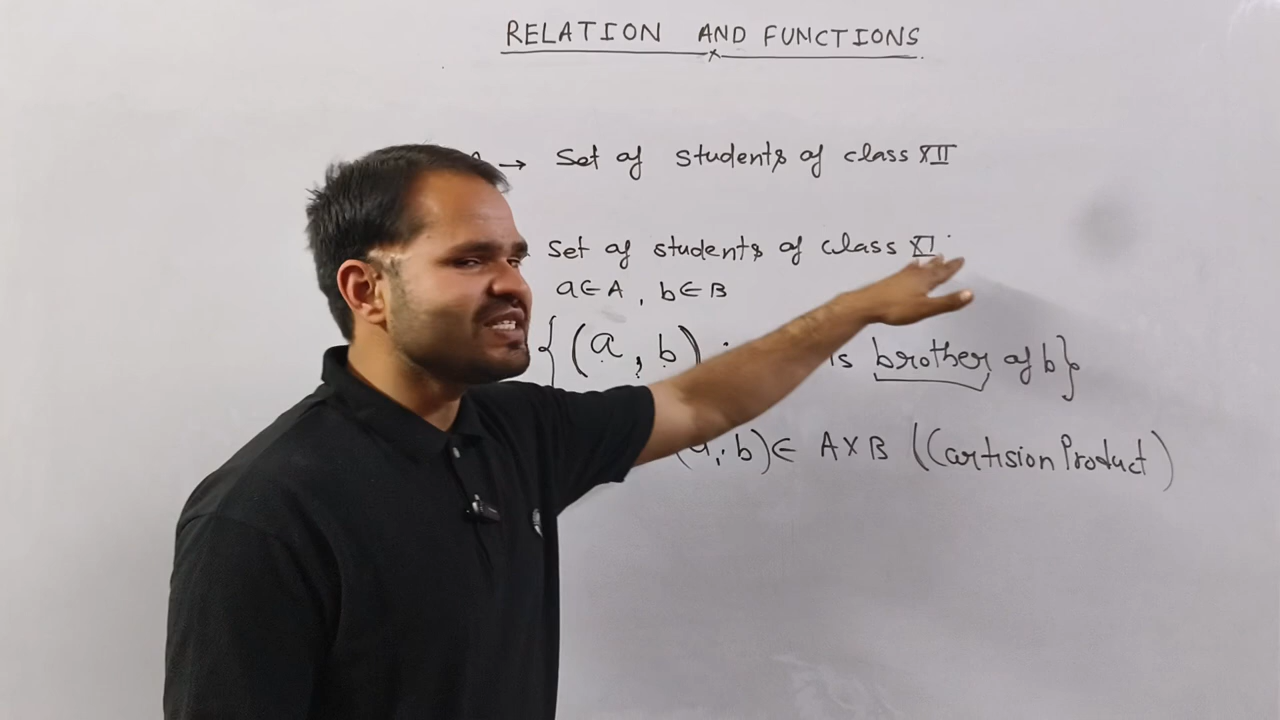 RELATION AND FUNCTIONS
→ Set of students of class XII
Set of students of class XI
a∈A , b∈B
{(a , b) : is brother of b}
(a, b)∈ A×B (Cartision Product)